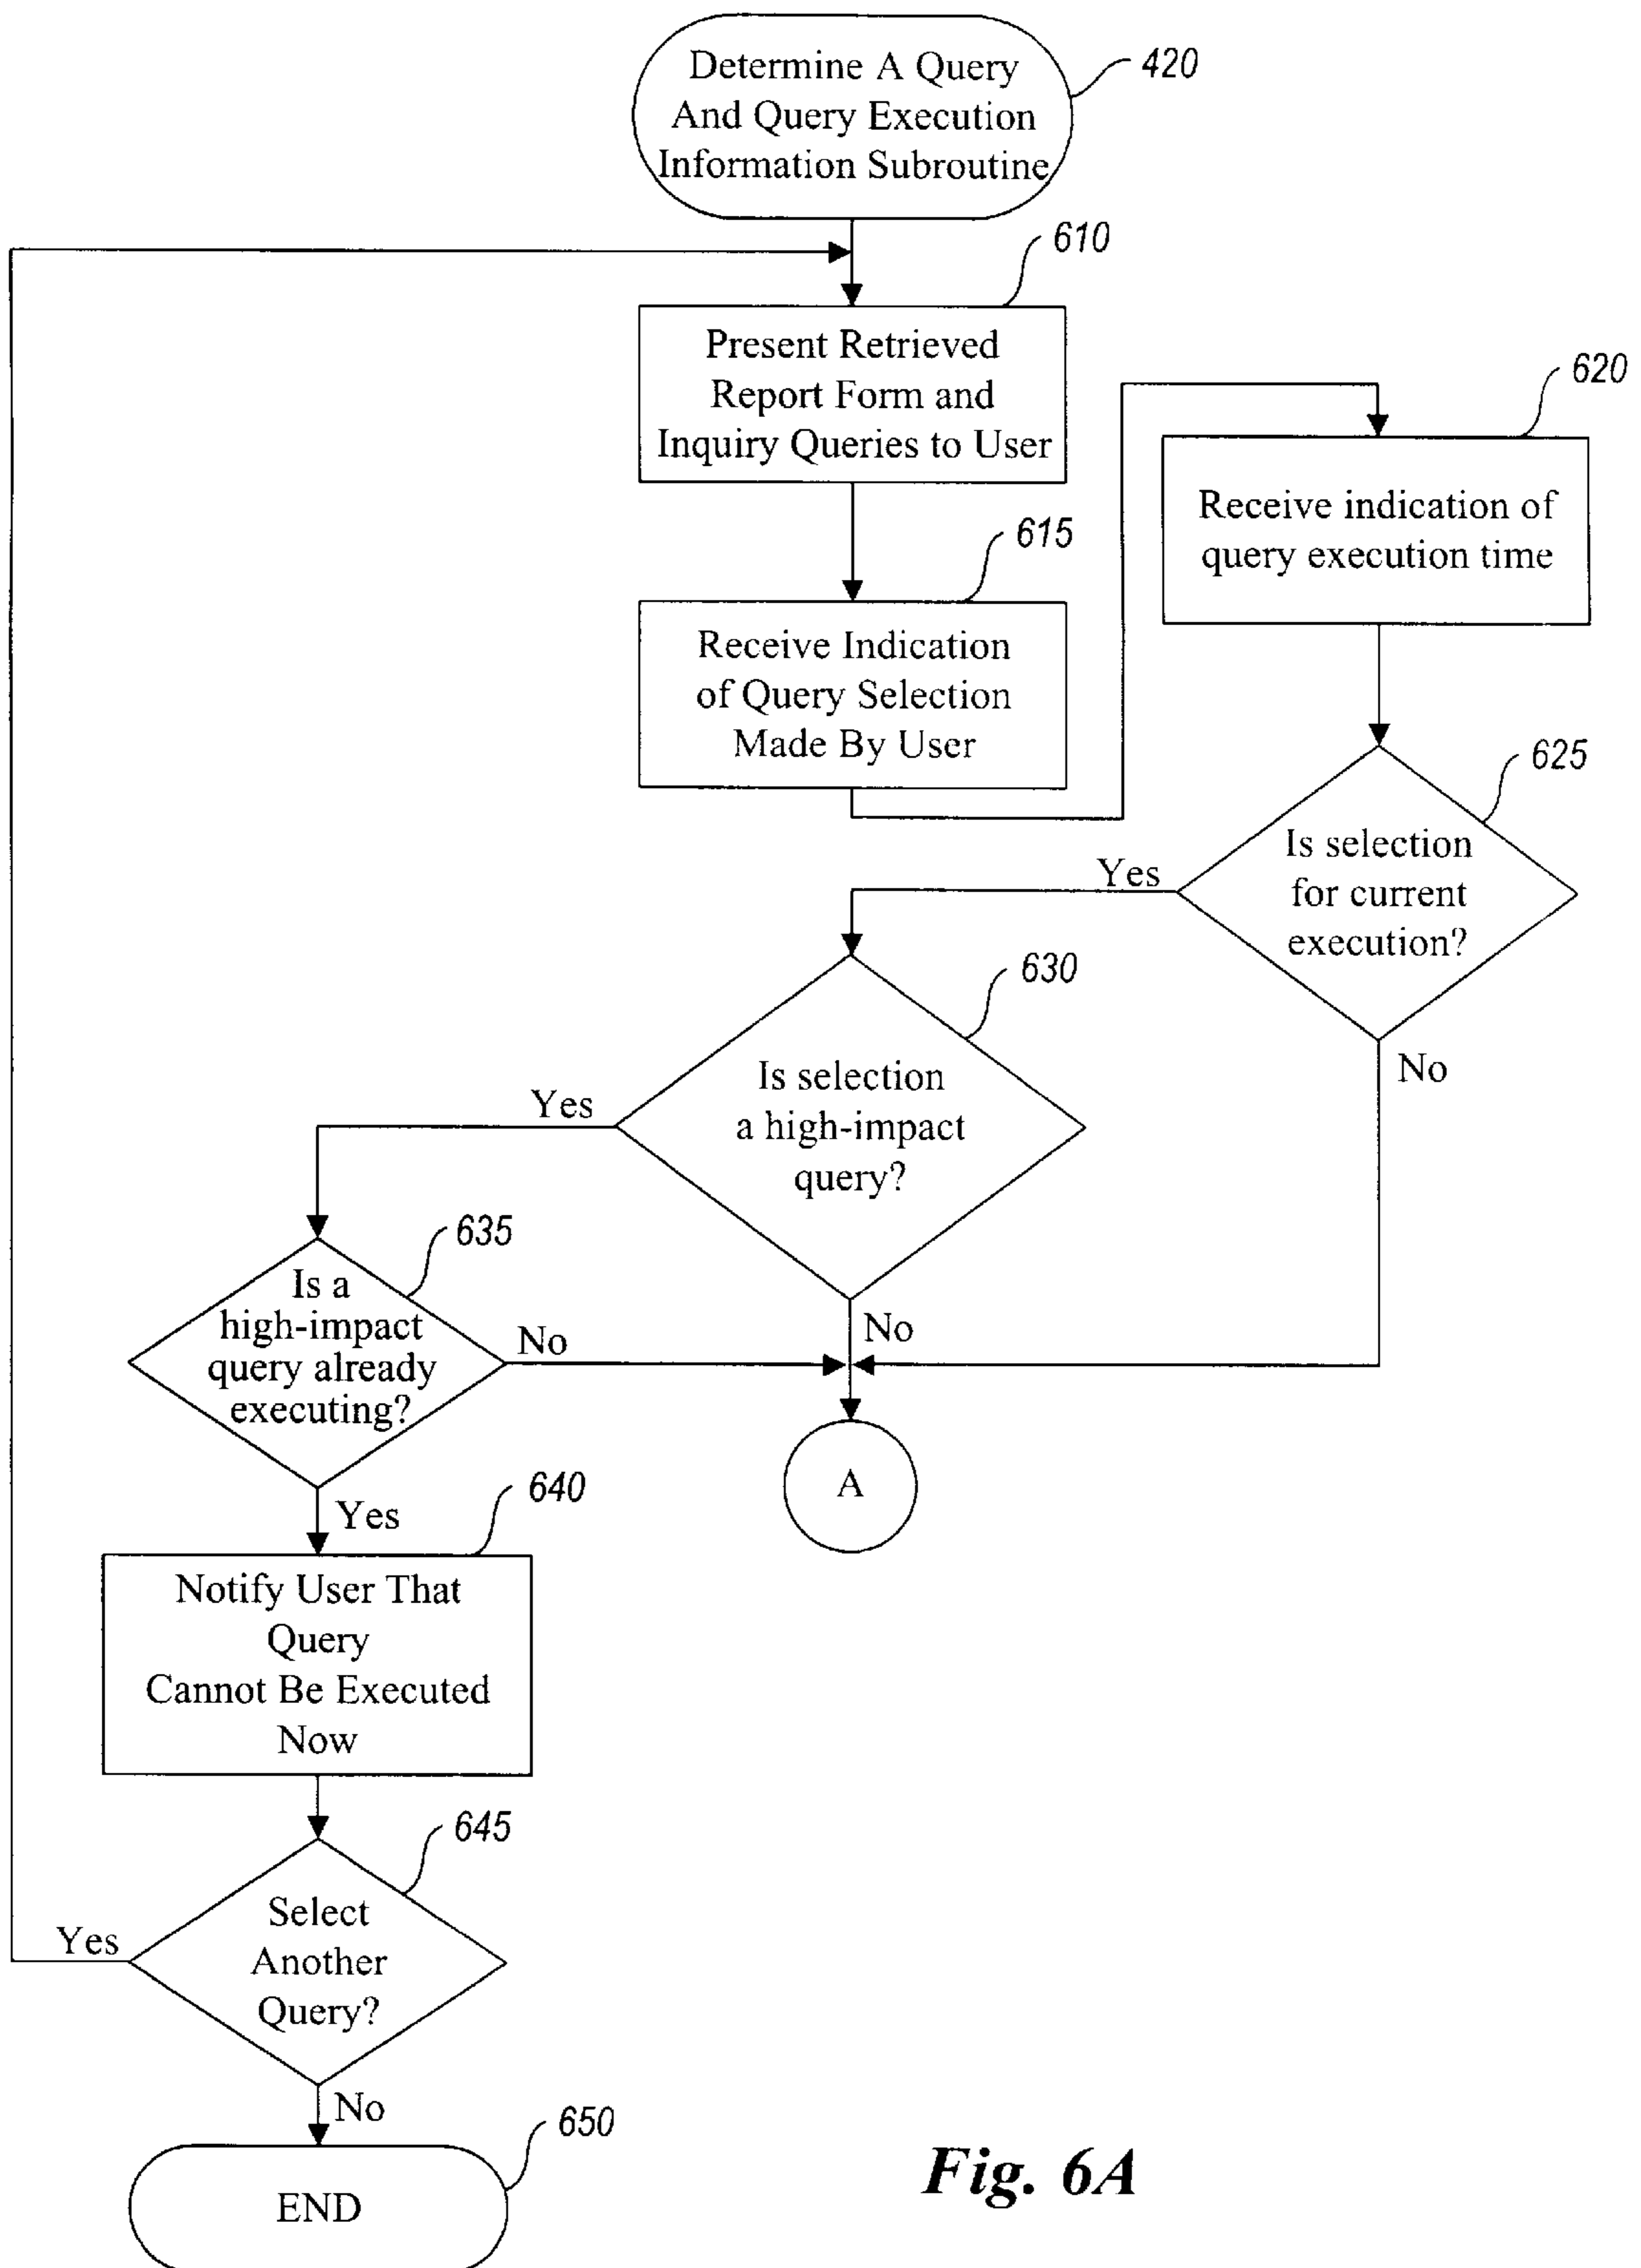 Determine A Query
And Query Execution
Information Subroutine
420
610
Present Retrieved
Report Form and
Inquiry Queries to User
620
Receive indication of
query execution time
615
Receive Indication
of Query Selection
Made By User
625
Is selection
for current
execution?
Yes
No
630
Is selection
a high-impact
query?
Yes
No
635
Is a
high-impact
query already
executing?
No
Yes
A
640
Notify User That
Query
Cannot Be Executed
Now
645
Select
Another
Query?
Yes
No
650
END
Fig. 6A